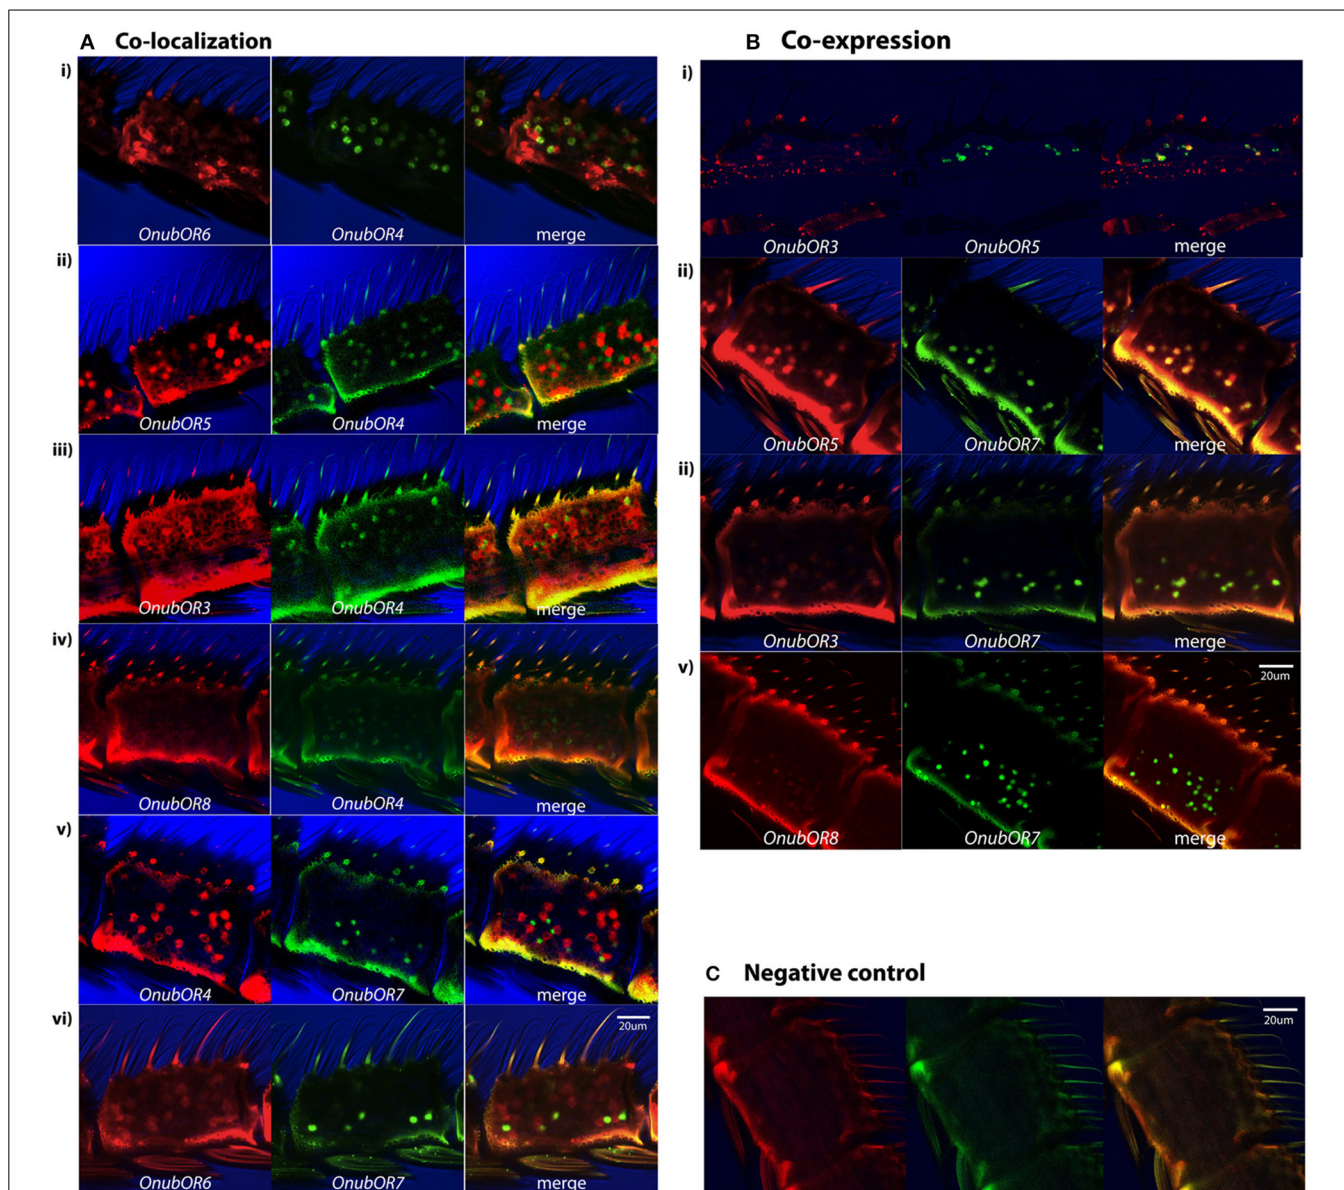 A Co-localization
i)
OnubOR6 OnubOR4 merge
ii)
OnubOR5 OnubOR4 merge
iii)
OnubOR3 OnubOR4 merge
iv)
OnubOR8 OnubOR4 merge
v)
OnubOR4 OnubOR7 merge
vi)
20um
OnubOR6 OnubOR7 merge
B Co-expression
i)
OnubOR3 OnubOR5 merge
ii)
OnubOR5 OnubOR7 merge
ii)
OnubOR3 OnubOR7 merge
v)
20um
OnubOR8 OnubOR7 merge
C Negative control
20um